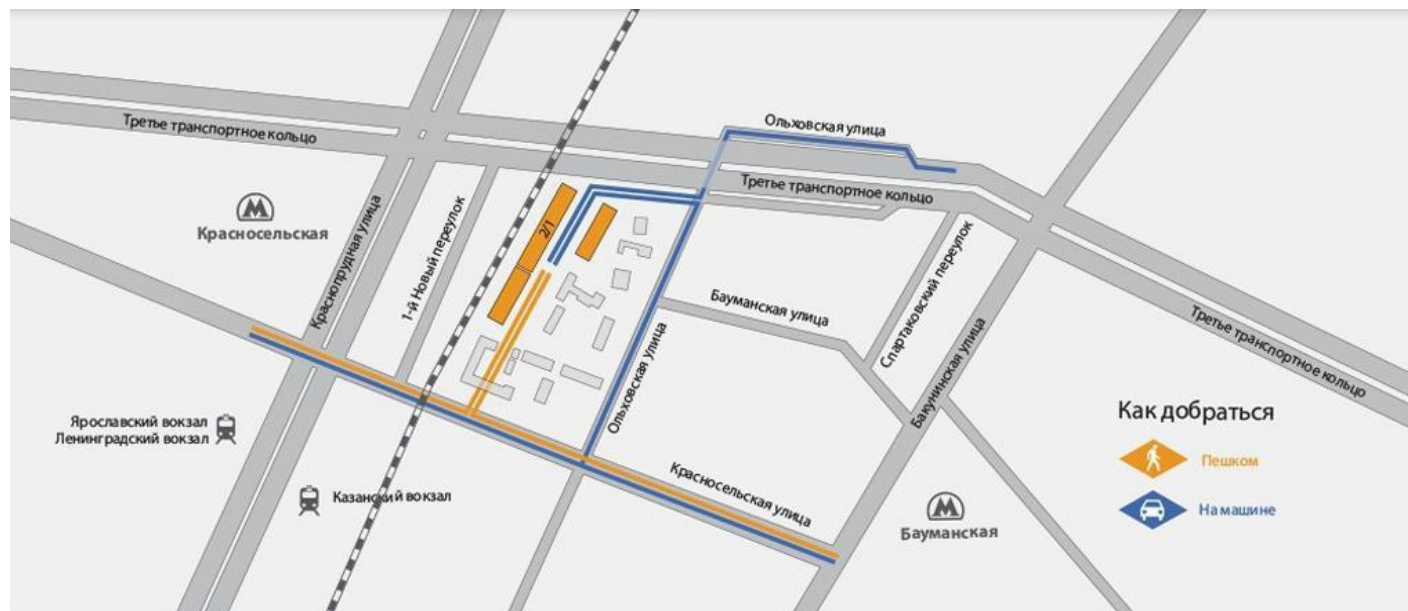 Ольховская улица
Третье транспортное кольцо
Третье транспортное кольцо
М
Красносельская
Краснопрудная улица
1-й Новый переулок
2/1
Спартаковский переулок
Бауманская улица
Третье транспортное кольцо
Ольховская улица
Бакунинская улица
Ярославский вокзал
Ленинградский вокзал
Казанский вокзал
Красносельская улица
М
Бауманская
Как добраться
Пешком
На машине